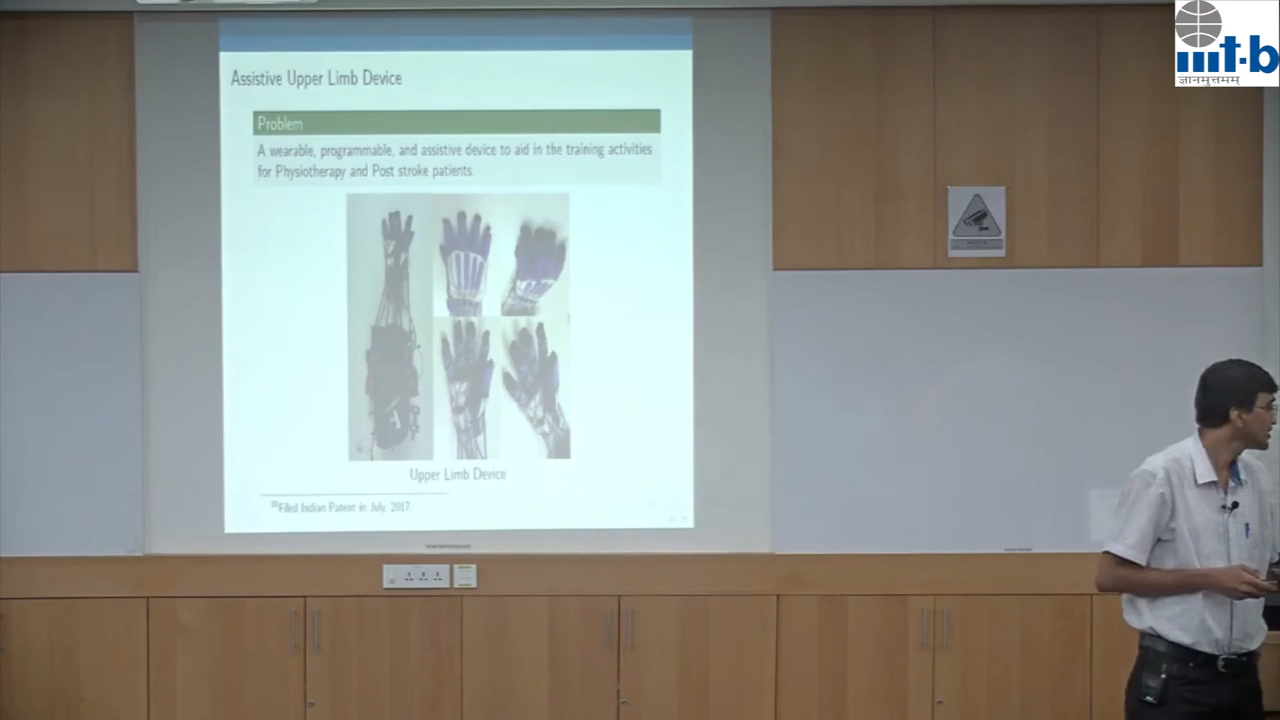 Assistive Upper Limb Device
Problem
A wearable, programmable, and assistive device to aid in the training activities
for Physiotherapy and Post stroke patients.
Upper Limb Device
Filed Indian Patent in July, 2017.
iiit-b
ज्ञानमुत्तमम्